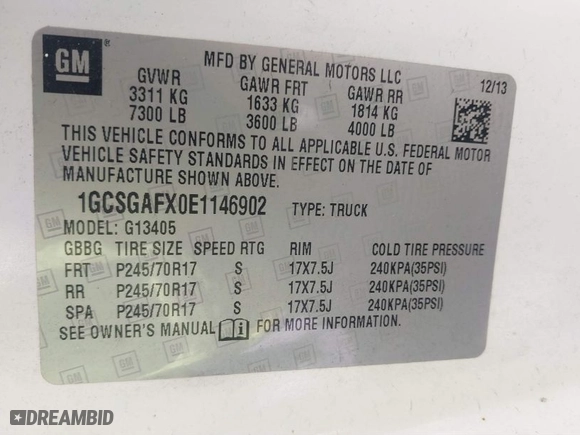 GM ®
MFD BY GENERAL MOTORS LLC
GVWR GAWR FRT GAWR RR 12/13
3311 KG 1633 KG 1814 KG
7300 LB 3600 LB 4000 LB
THIS VEHICLE CONFORMS TO ALL APPLICABLE U.S. FEDERAL MOTOR
VEHICLE SAFETY STANDARDS IN EFFECT ON THE DATE OF
MANUFACTURE SHOWN ABOVE.
1GCSGAFX0E1146902 TYPE: TRUCK
MODEL: G13405
GBBG TIRE SIZE SPEED RTG RIM COLD TIRE PRESSURE
FRT P245/70R17 S 17X7.5J 240KPA(35PSI)
RR P245/70R17 S 17X7.5J 240KPA(35PSI)
SPA P245/70R17 S 17X7.5J 240KPA(35PSI)
SEE OWNER'S MANUAL FOR MORE INFORMATION.
DREAMBID